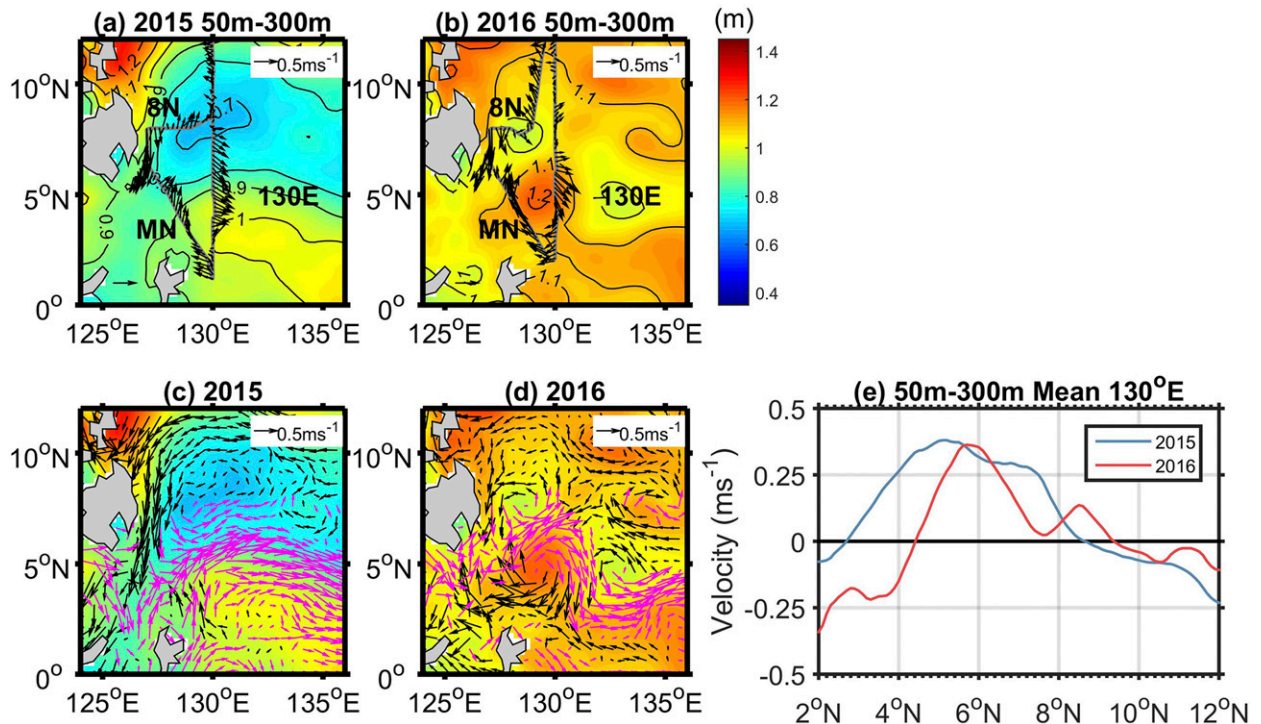 (a) 2015 50m-300m
(b) 2016 50m-300m
(m)
0.5ms⁻¹
0.5ms⁻¹
1.4
1.2
1
0.8
0.6
0.4
10°N
5°N
0°
8N
MN
130E
1.2
0.9
1
0.9
10°N
5°N
0°
8N
MN
130E
1.1
1.1
1.2
1.1
1
125°E 130°E 135°E
125°E 130°E 135°E
(c) 2015
(d) 2016
(e) 50m-300m Mean 130°E
0.5ms⁻¹
0.5ms⁻¹
10°N
5°N
0°
10°N
5°N
0°
125°E 130°E 135°E
125°E 130°E 135°E
Velocity (ms⁻¹)
0.5
0.25
0
-0.25
-0.5
2015
2016
2°N 4°N 6°N 8°N 10°N 12°N